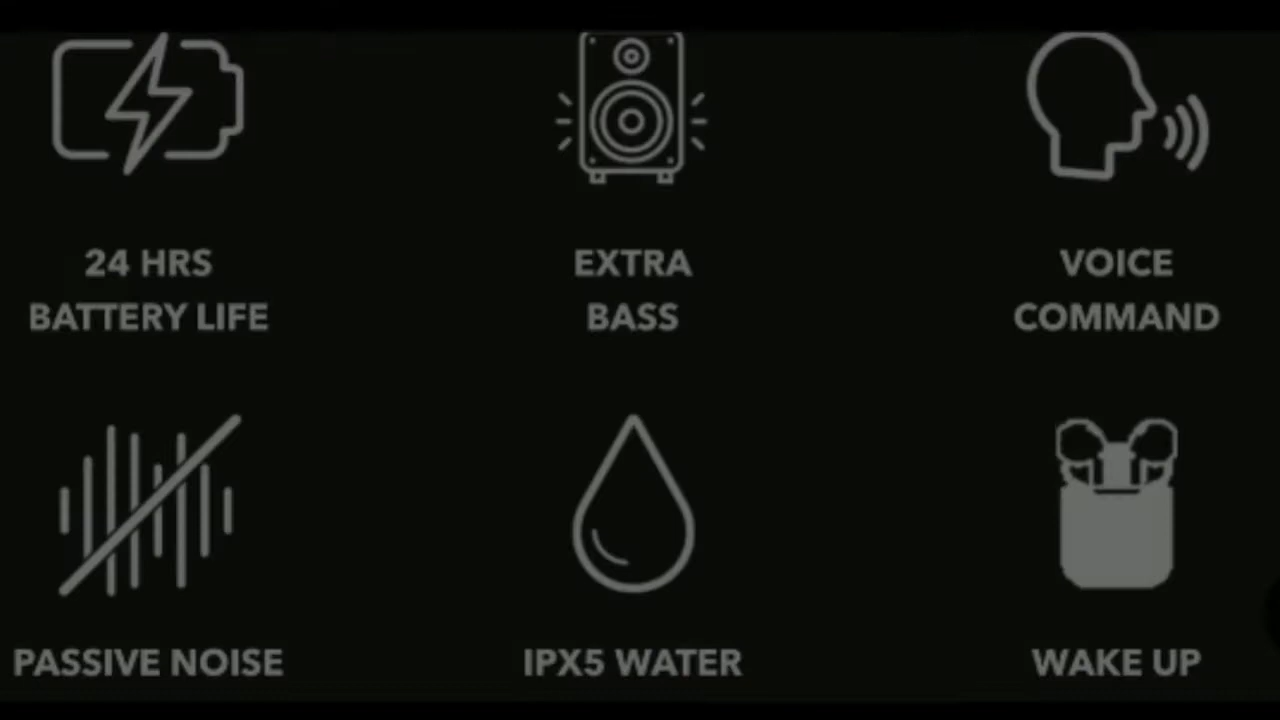 24 HRS
BATTERY LIFE
EXTRA
BASS
VOICE
COMMAND
PASSIVE NOISE
IPX5 WATER
WAKE UP